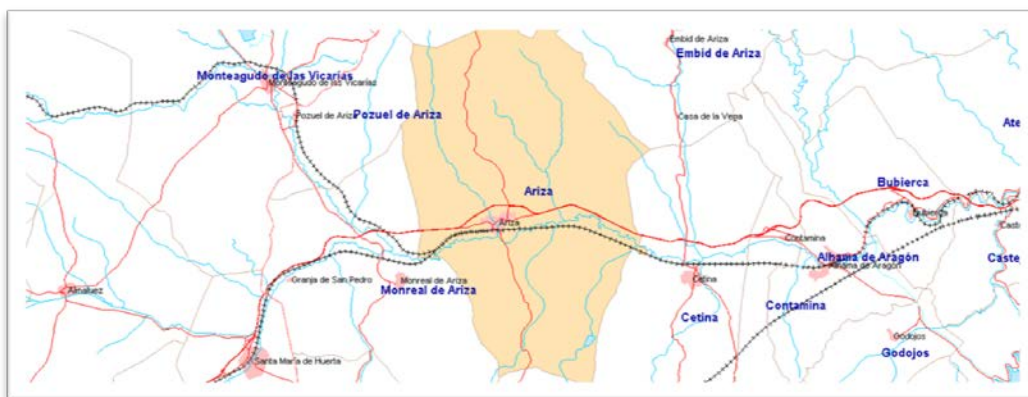 Embid de Ariza
Embid de Ariza
Monteagudo de las Vicarías
Monteagudo de las Vicarías
Pozuel de Ariza
Pozuel de Ariza
Casa de la Vega
Ate
Ariza
Ariza
Bubierca
Bubierca
Contamina
Caste
Alhama de Aragón
Alhama de Aragón
Granja de San Pedro
Monreal de Ariza
Monreal de Ariza
Cetina
Cetina
Contamina
Almaluez
Santa María de Huerta
Godojos
Godojos